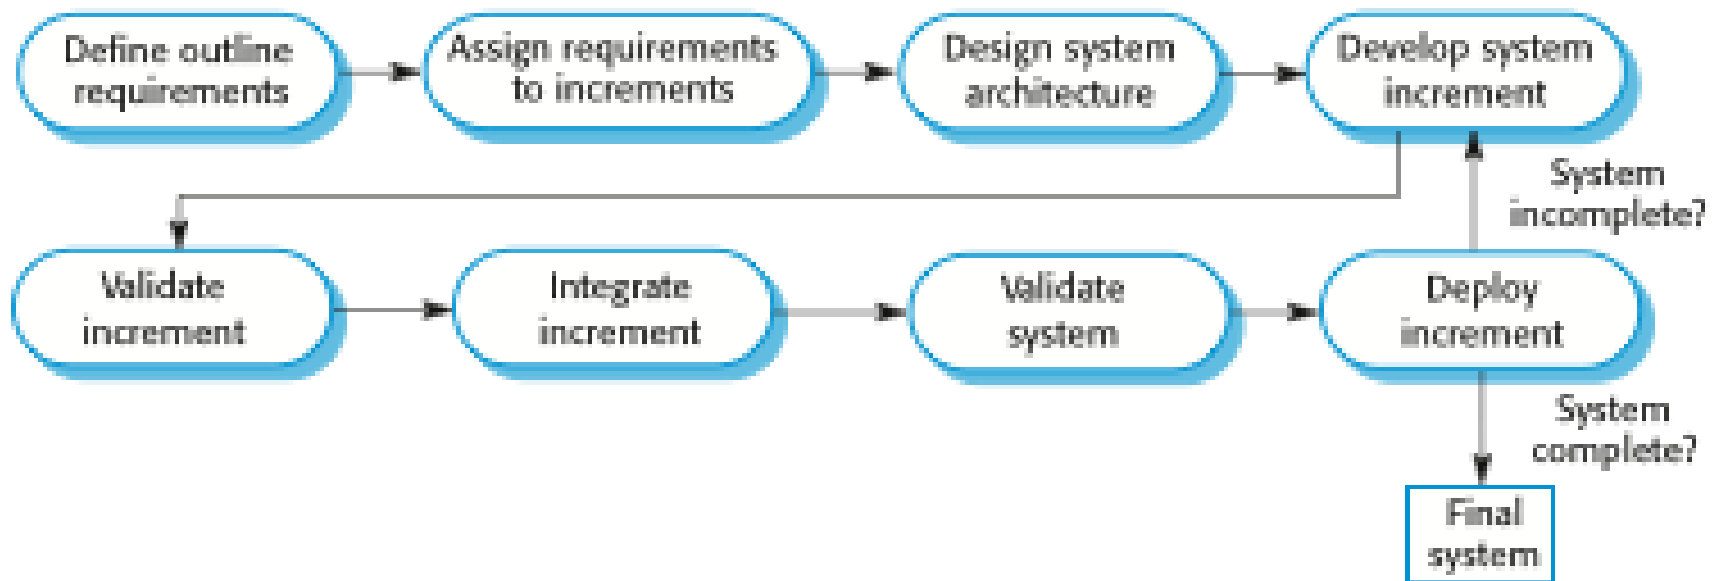 Define outline
requirements
Assign requirements
to increments
Design system
architecture
Develop system
increment
System
incomplete?
Validate
increment
Integrate
increment
Validate
system
Deploy
increment
System
complete?
Final
system